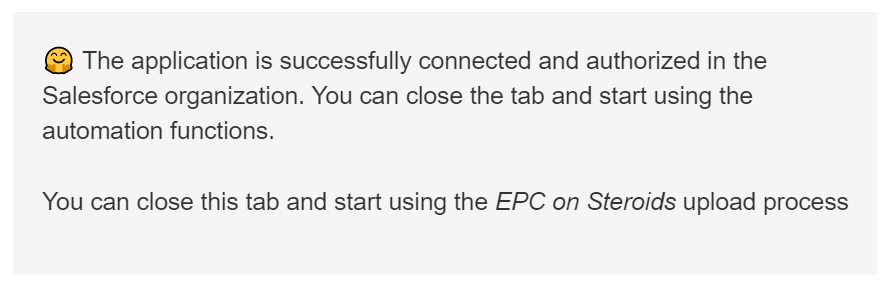 🤗 The application is successfully connected and authorized in the
Salesforce organization. You can close the tab and start using the
automation functions.
You can close this tab and start using the EPC on Steroids upload process